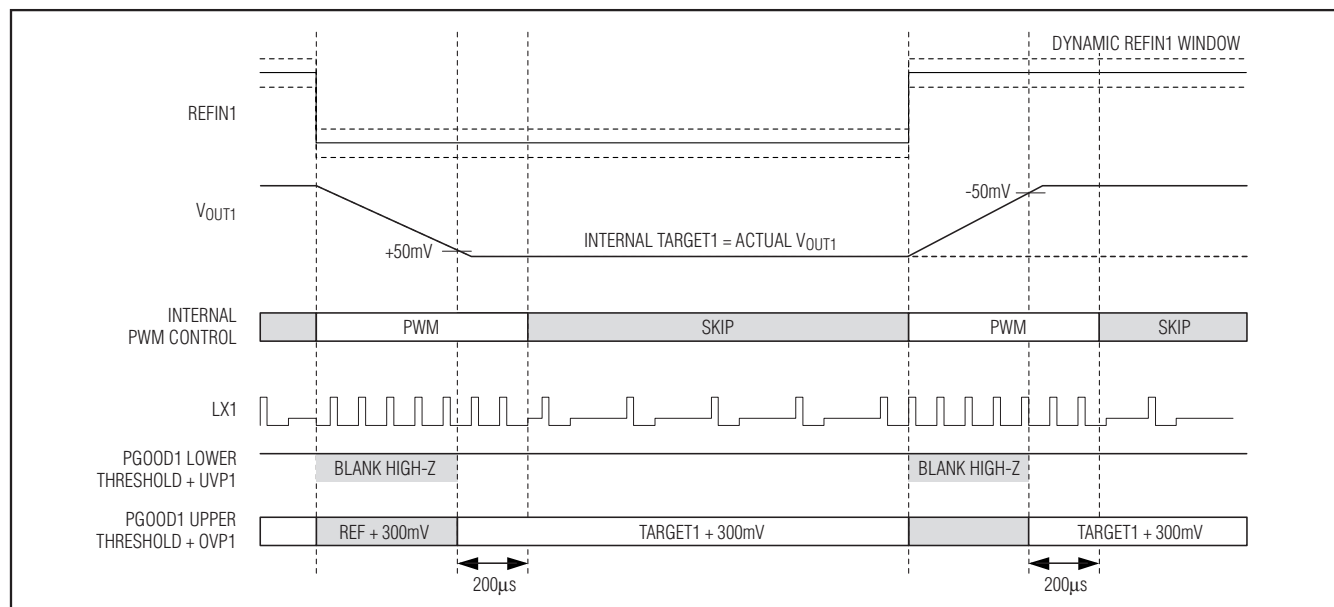 DYNAMIC REFIN1 WINDOW
REFIN1
VOUT1
+50mV
INTERNAL TARGET1 = ACTUAL VOUT1
-50mV
INTERNAL
PWM CONTROL
PWM
SKIP
PWM
SKIP
LX1
PGOOD1 LOWER
THRESHOLD + UVP1
BLANK HIGH-Z
BLANK HIGH-Z
PGOOD1 UPPER
THRESHOLD + OVP1
REF + 300mV
TARGET1 + 300mV
TARGET1 + 300mV
200μs
200μs